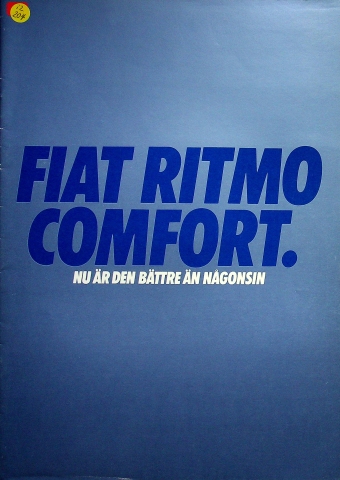 FIAT RITMO
COMFORT.
NU ÄR DEN BÄTTRE ÄN NÅGONSIN